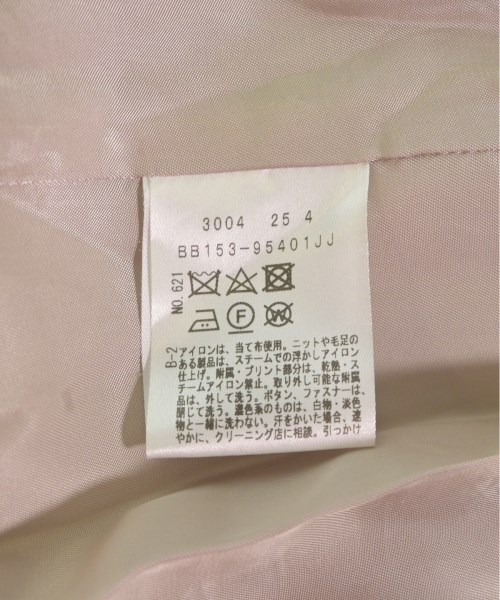 3004 25 4
BB153-95401JJ
NO.621
F W
B-2
アイロンは、当て布使用。ニットや毛足の
ある製品は、スチームでの浮かしアイロン
仕上げ。附属・プリント部分は、乾熱・ス
チームアイロン禁止。取り外し可能な附属
品は、外して洗う。ボタン、ファスナーは、
閉じて洗う。濃色系のものは、白物・淡色
物と一緒に洗わない。汗をかいた場合、速
やかに、クリーニング店に相談。引っかけ